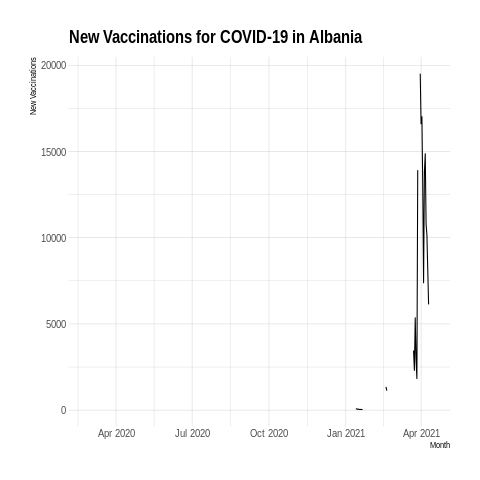 New Vaccinations for COVID-19 in Albania
New Vaccinations
20000
15000
10000
5000
0
Apr 2020 Jul 2020 Oct 2020 Jan 2021 Apr 2021
Month